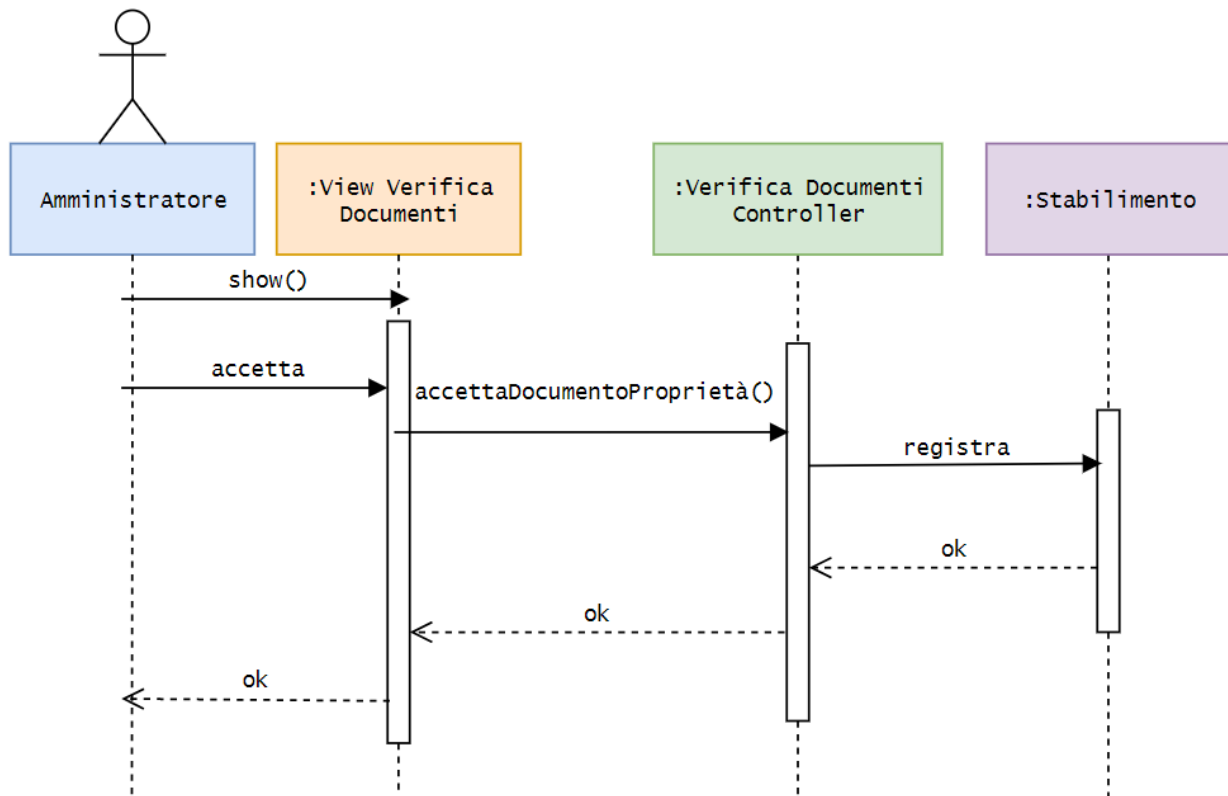 Amministratore
:View Verifica
Documenti
:Verifica Documenti
Controller
:Stabilimento
show()
accetta
accettaDocumentoProprietà()
registra
ok
ok
ok